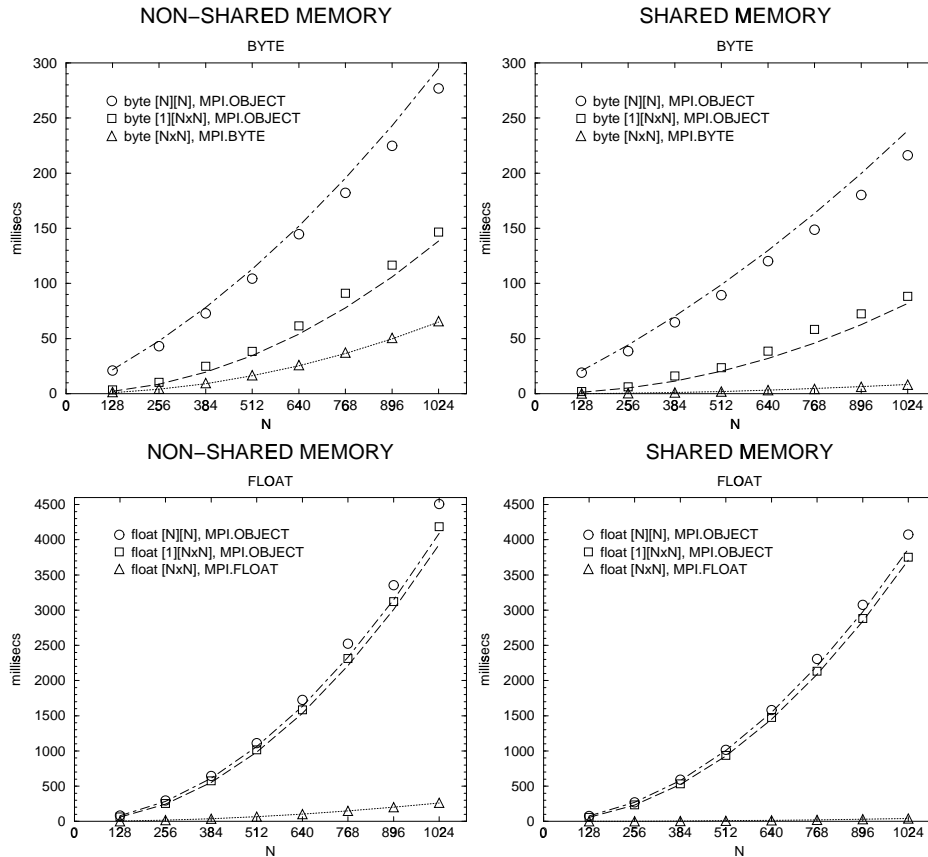 NON−SHARED MEMORY
BYTE
300
250
200
150
100
50
0
millisecs
byte [N][N], MPI.OBJECT
byte [1][NxN], MPI.OBJECT
byte [NxN], MPI.BYTE
0 128 256 384 512 640 768 896 1024
N
SHARED MEMORY
BYTE
300
250
200
150
100
50
0
millisecs
byte [N][N], MPI.OBJECT
byte [1][NxN], MPI.OBJECT
byte [NxN], MPI.BYTE
0 128 256 384 512 640 768 896 1024
N
NON−SHARED MEMORY
FLOAT
4500
4000
3500
3000
2500
2000
1500
1000
500
0
millisecs
float [N][N], MPI.OBJECT
float [1][NxN], MPI.OBJECT
float [NxN], MPI.FLOAT
0 128 256 384 512 640 768 896 1024
N
SHARED MEMORY
FLOAT
4500
4000
3500
3000
2500
2000
1500
1000
500
0
millisecs
float [N][N], MPI.OBJECT
float [1][NxN], MPI.OBJECT
float [NxN], MPI.FLOAT
0 128 256 384 512 640 768 896 1024
N